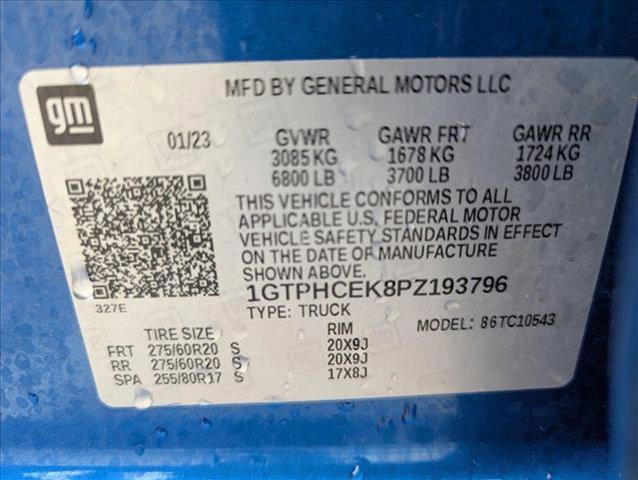 gm
MFD BY GENERAL MOTORS LLC
01/23 GVWR GAWR FRT GAWR RR
3085 KG 1678 KG 1724 KG
6800 LB 3700 LB 3800 LB
THIS VEHICLE CONFORMS TO ALL
APPLICABLE U.S. FEDERAL MOTOR
VEHICLE SAFETY STANDARDS IN EFFECT
ON THE DATE OF MANUFACTURE
SHOWN ABOVE.
1GTPHCEK8PZ193796
327E TYPE: TRUCK MODEL: 86TC10543
TIRE SIZE RIM
FRT 275/60R20 S 20X9J
RR 275/60R20 S 20X9J
SPA 255/80R17 S 17X8J